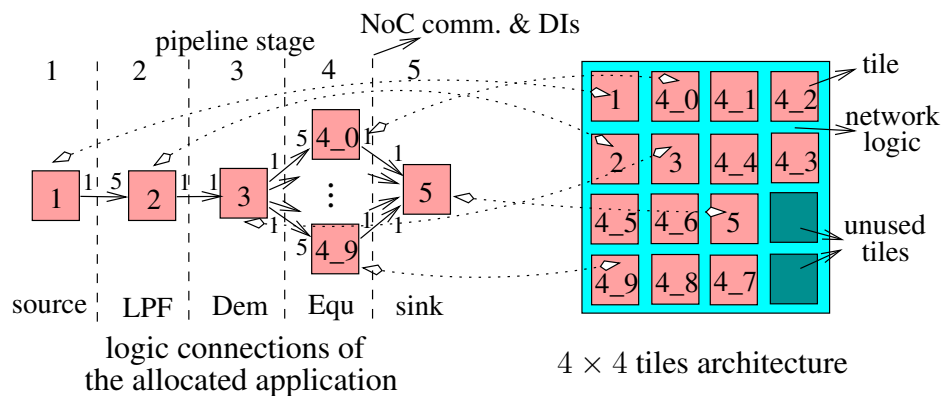 NoC comm. & DIs
pipeline stage
1 2 3 4 5
tile
network
logic
unused
tiles
1 4_0 4_1 4_2
2 3 4_4 4_3
4_5 4_6 5
4_9 4_8 4_7
4_0
1 2 3 5
⋮
4_9
1 5 1 1 1 5 1 1
1 5 1 1
source LPF Dem Equ sink
logic connections of
the allocated application
4 × 4 tiles architecture